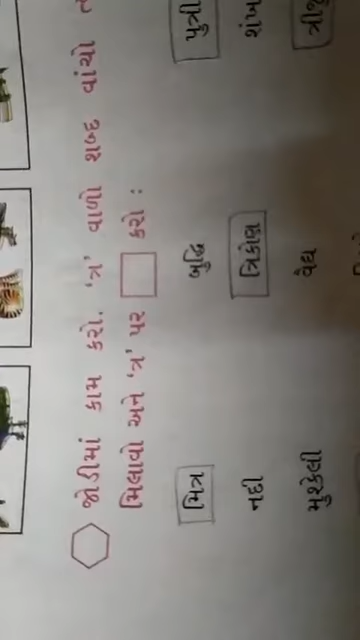 જોડીમાં કામ કરો. 'ત્ર' વાળો શબ્દ વાંચો
મિલાવો અને 'ત્ર' પર કરો :
મિત્ર બુદ્ધિ પુત્રી
નદી ત્રિકોણ શંખ
મુશ્કેલી વૈદ્ય